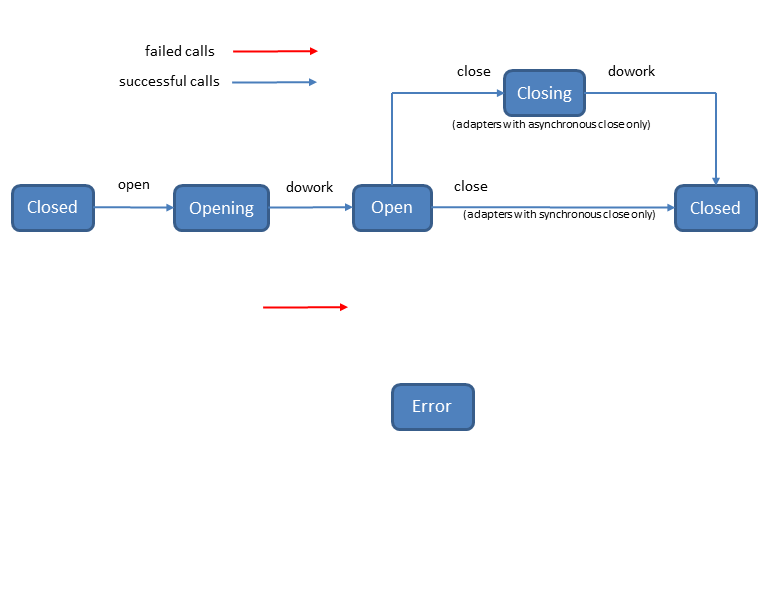 failed calls
successful calls
close
dowork
Closing
(adapters with asynchronous close only)
open
dowork
close
Closed
Opening
Open
Closed
(adapters with synchronous close only)
Error